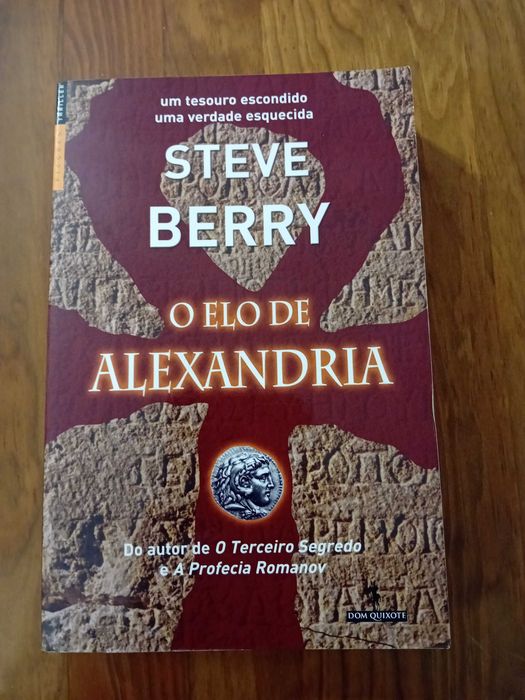 THRILLER
um tesouro escondido
uma verdade esquecida
STEVE
BERRY
O ELO DE
ALEXANDRIA
Do autor de O Terceiro Segredo
e A Profecia Romanov
DOM QUIXOTE